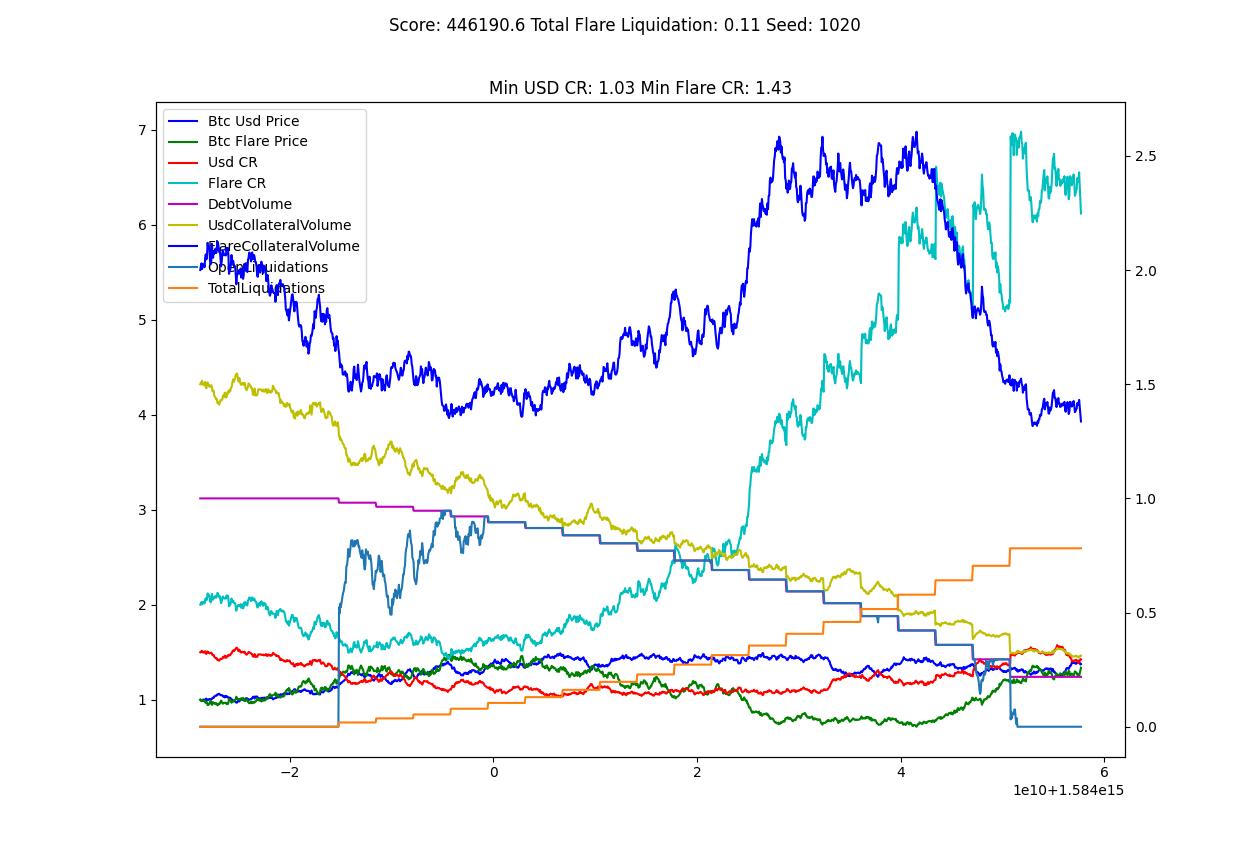 Score: 446190.6 Total Flare Liquidation: 0.11 Seed: 1020
Min USD CR: 1.03 Min Flare CR: 1.43
Btc Usd Price
Btc Flare Price
Usd CR
Flare CR
DebtVolume
UsdCollateralVolume
FlareCollateralVolume
OpenLiquidations
TotalLiquidations
7
6
5
4
3
2
1
2.5
2.0
1.5
1.0
0.5
0.0
−2
0
2
4
6
1e10+1.584e15